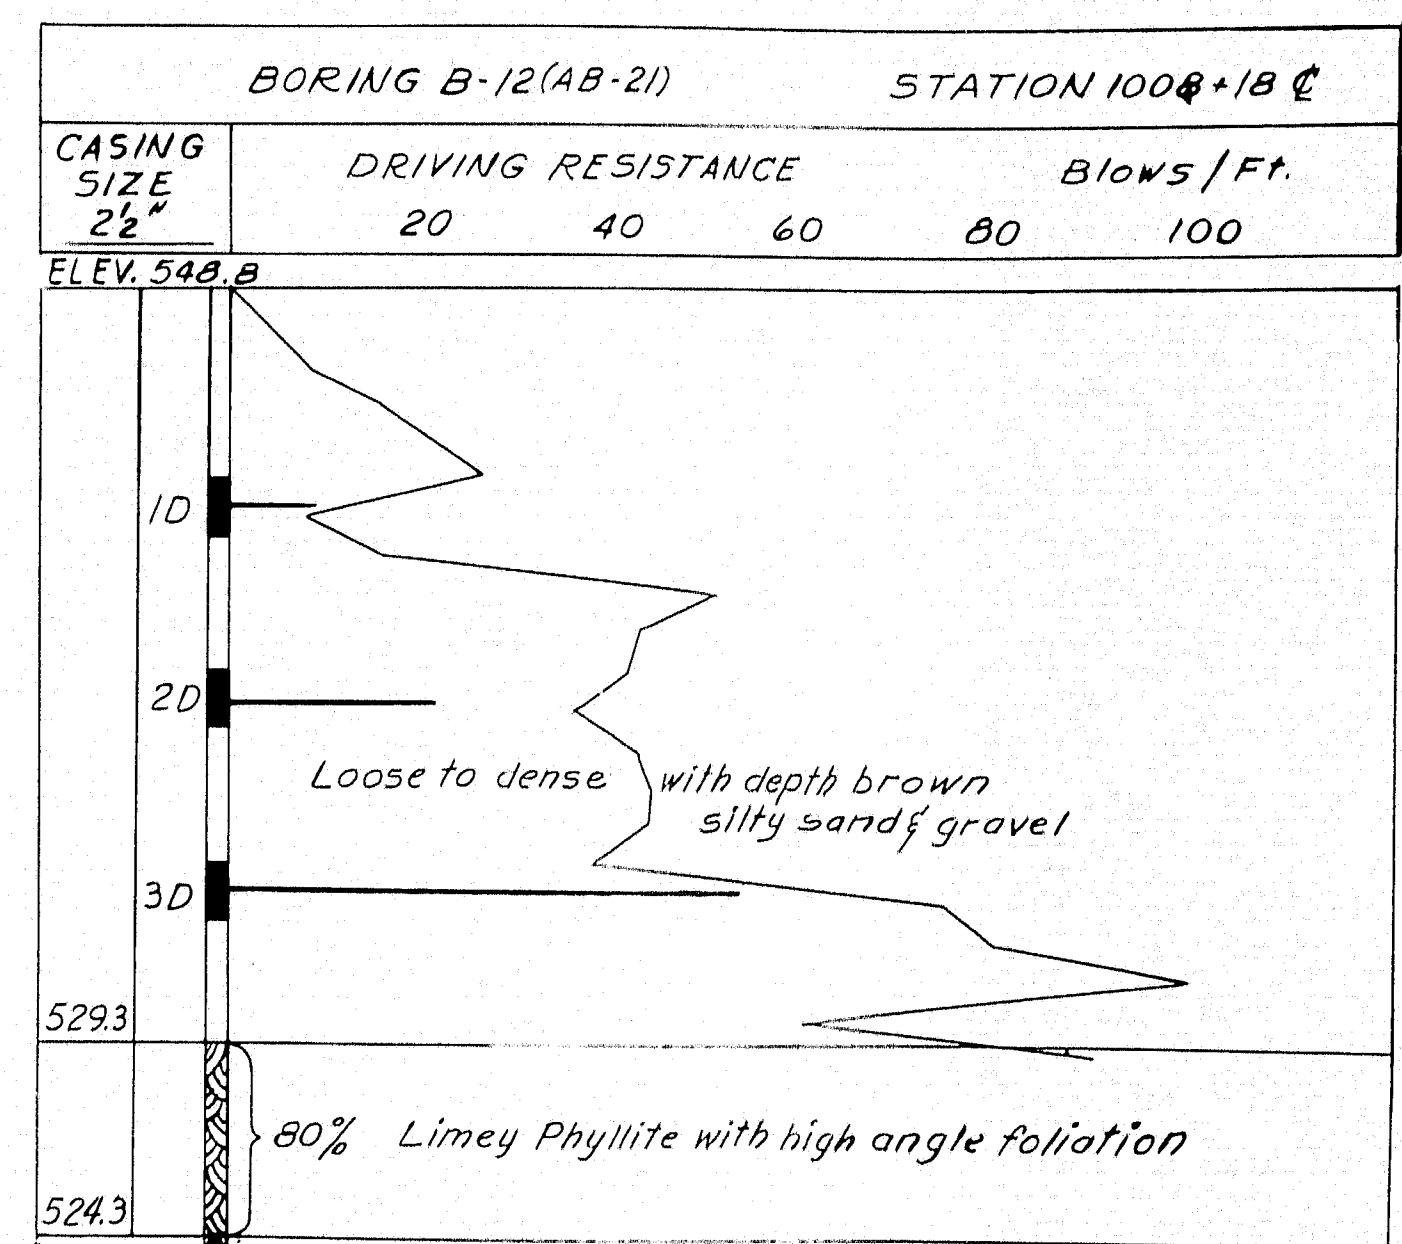 BORING B-12(AB-21) STATION 1008+18 ℄
CASING
SIZE
2½"
DRIVING RESISTANCE Blows/Ft.
20 40 60 80 100
ELEV. 548.8
1D
2D
Loose to dense with depth brown
silty sand & gravel
3D
529.3
80% Limey Phyllite with high angle foliation
524.3